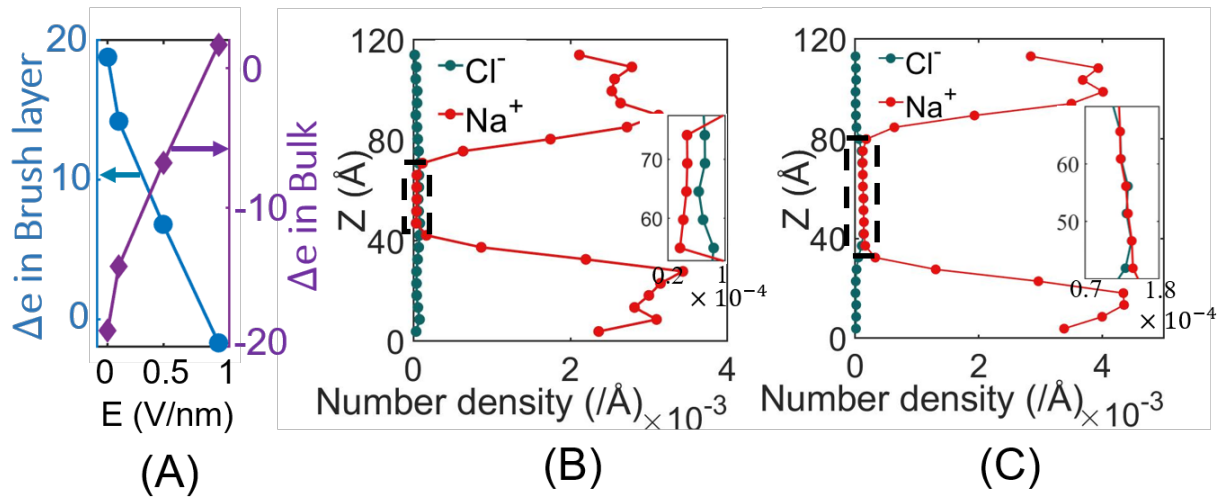 Δe in Brush layer
20
10
0
0
0.5
1
E (V/nm)
0
-10
-20
Δe in Bulk
(A)
Z (Å)
120
80
40
0
Cl⁻
Na⁺
70
60
0.2
1
× 10⁻⁴
0
2
4
Number density (/Å)
×10⁻³
(B)
Z (Å)
120
80
40
0
Cl⁻
Na⁺
60
50
0.7
1.8
× 10⁻⁴
0
2
4
Number density (/Å)
×10⁻³
(C)